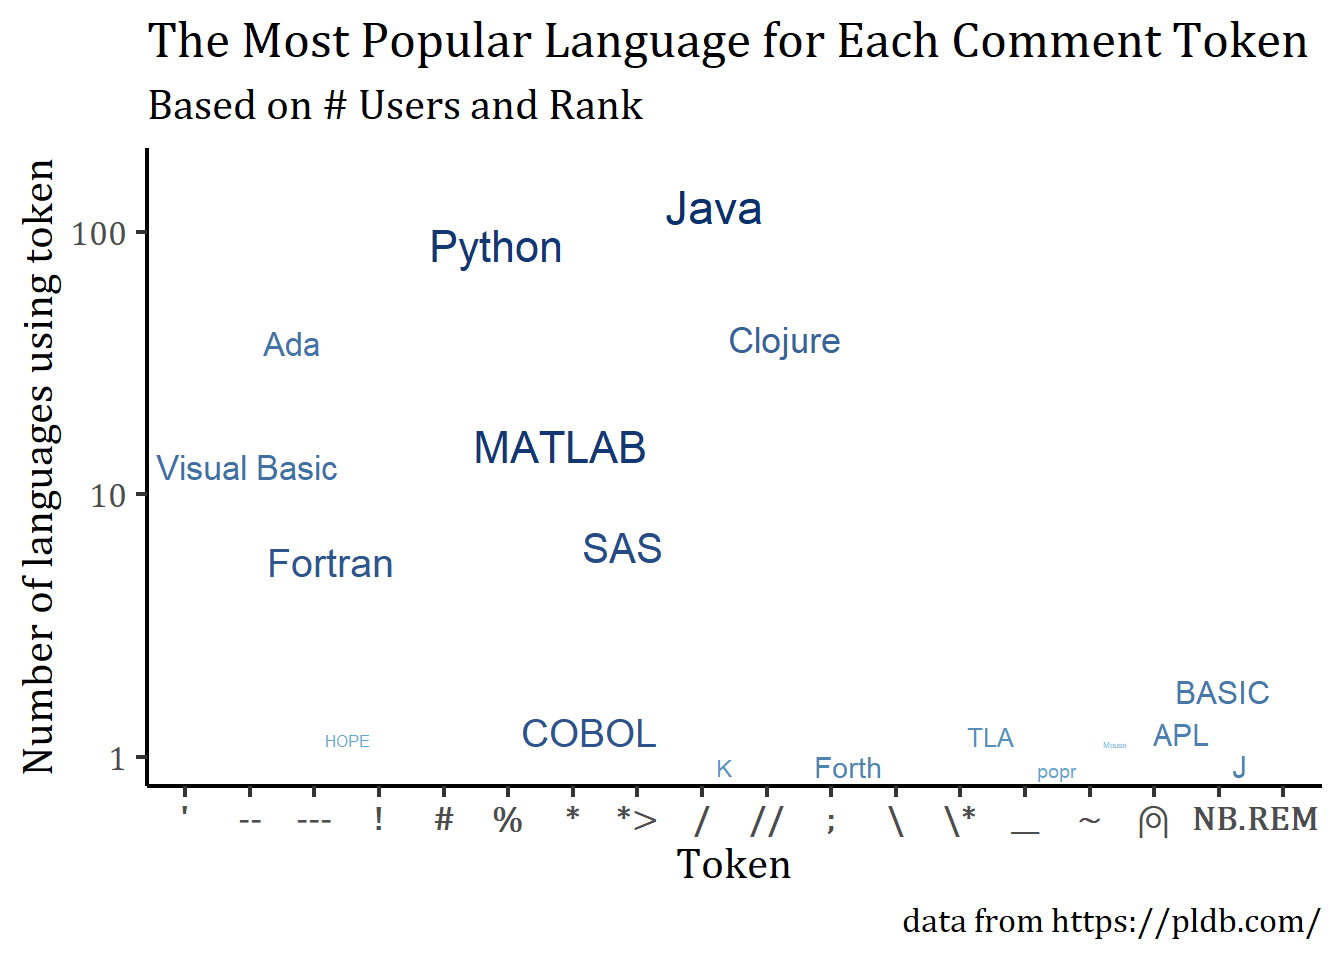 The Most Popular Language for Each Comment Token
Based on # Users and Rank
Number of languages using token
100
10
1
Java
Python
Ada
Clojure
MATLAB
Visual Basic
SAS
Fortran
BASIC
COBOL
TLA
APL
HOPE
Mouse
K
Forth
popr
J
' -- --- ! # % * *> / // ; \ \* __ ~ ⍝ NB. REM
Token
data from https://pldb.com/